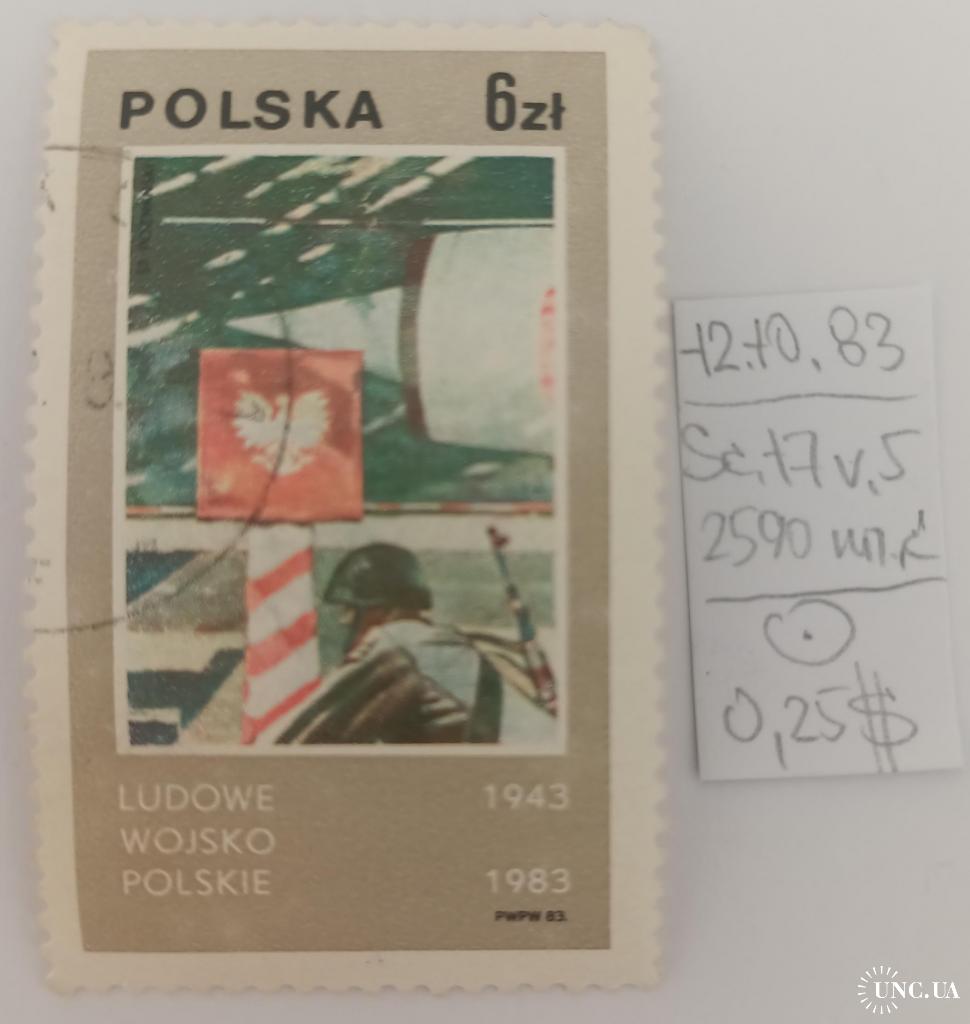 POLSKA 6zł
LUDOWE 1943
WOJSKO
POLSKIE 1983
PWPW 83.
12.10.83
Sc.17 v.5
2590
0,25$
UNC.UA